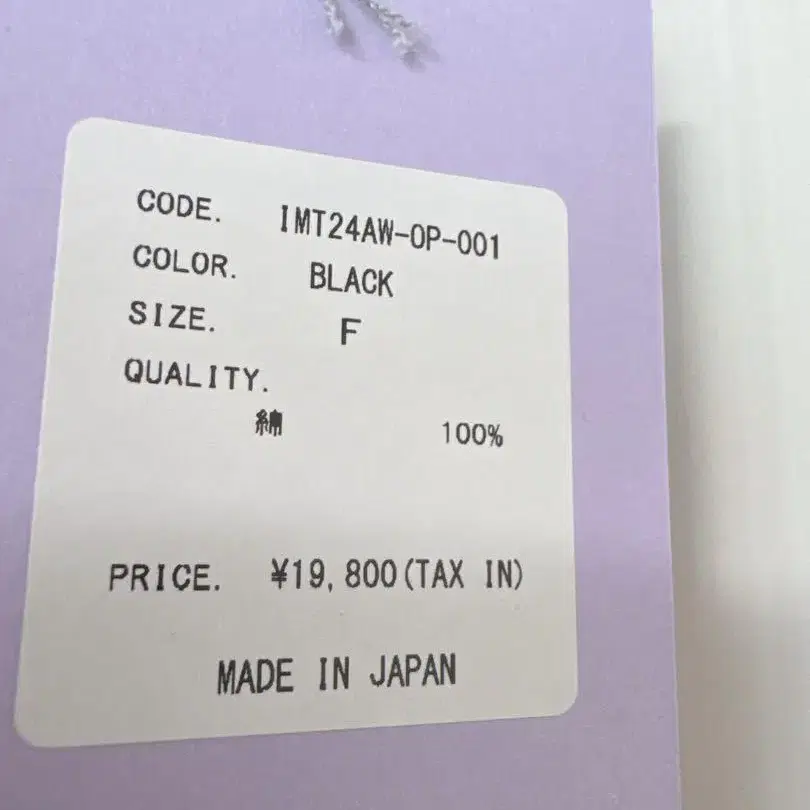 CODE. IMT24AW-OP-001
COLOR. BLACK
SIZE. F
QUALITY.
綿 100%
PRICE. ¥19,800(TAX IN)
MADE IN JAPAN